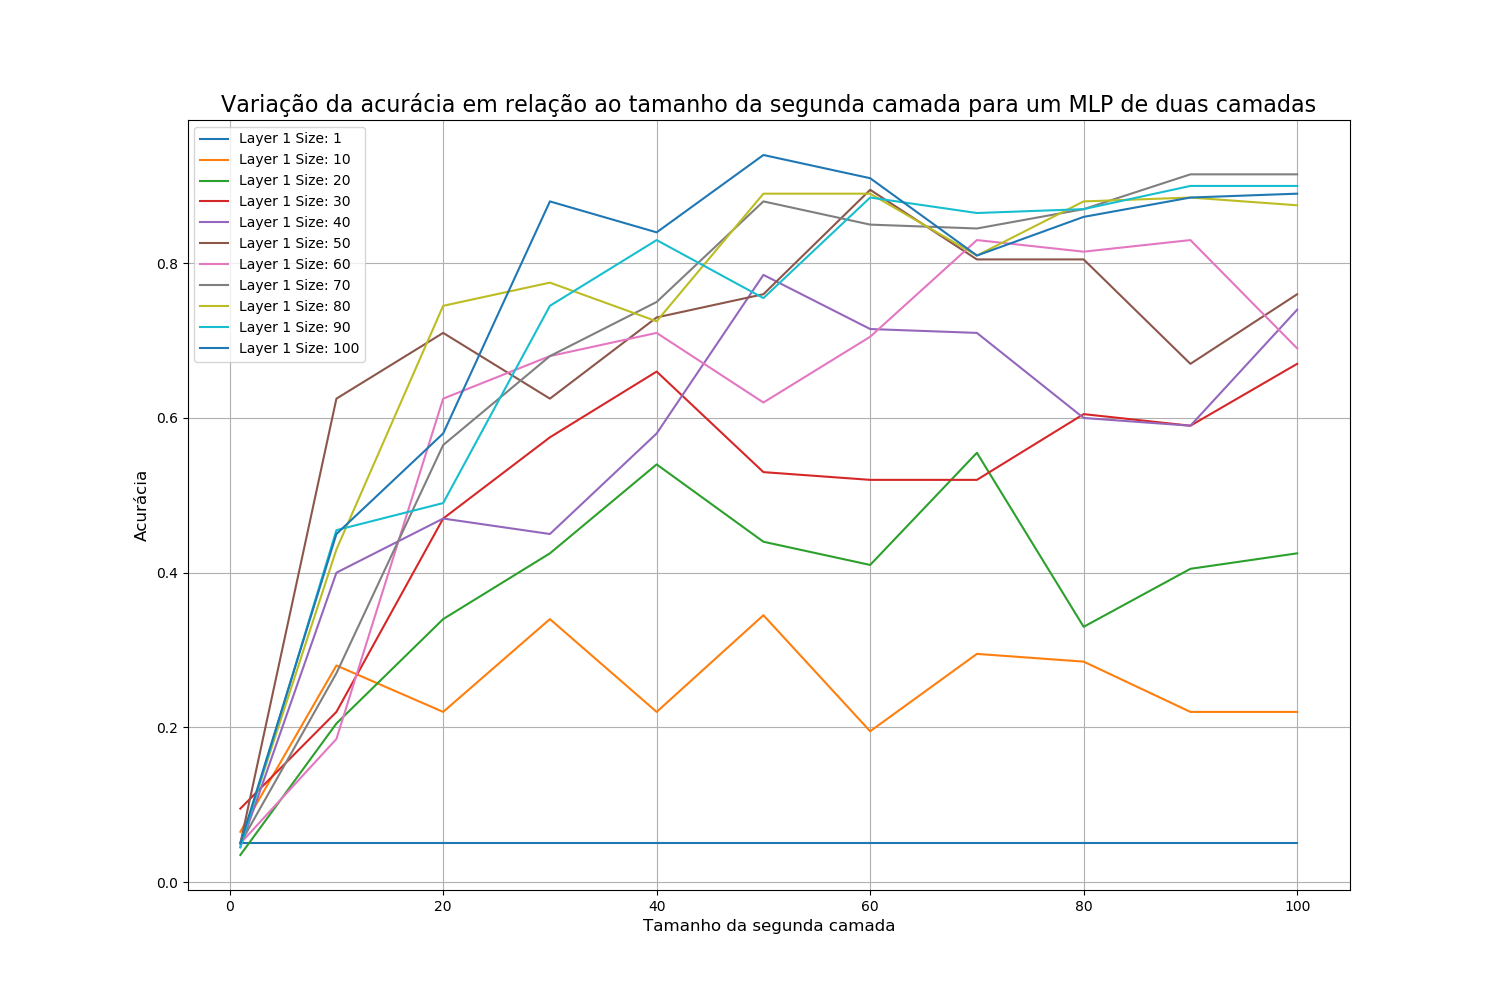 Variação da acurácia em relação ao tamanho da segunda camada para um MLP de duas camadas
Layer 1 Size: 1
Layer 1 Size: 10
Layer 1 Size: 20
Layer 1 Size: 30
Layer 1 Size: 40
Layer 1 Size: 50
Layer 1 Size: 60
Layer 1 Size: 70
Layer 1 Size: 80
Layer 1 Size: 90
Layer 1 Size: 100
0.8
0.6
0.4
0.2
0.0
Acurácia
0 20 40 60 80 100
Tamanho da segunda camada